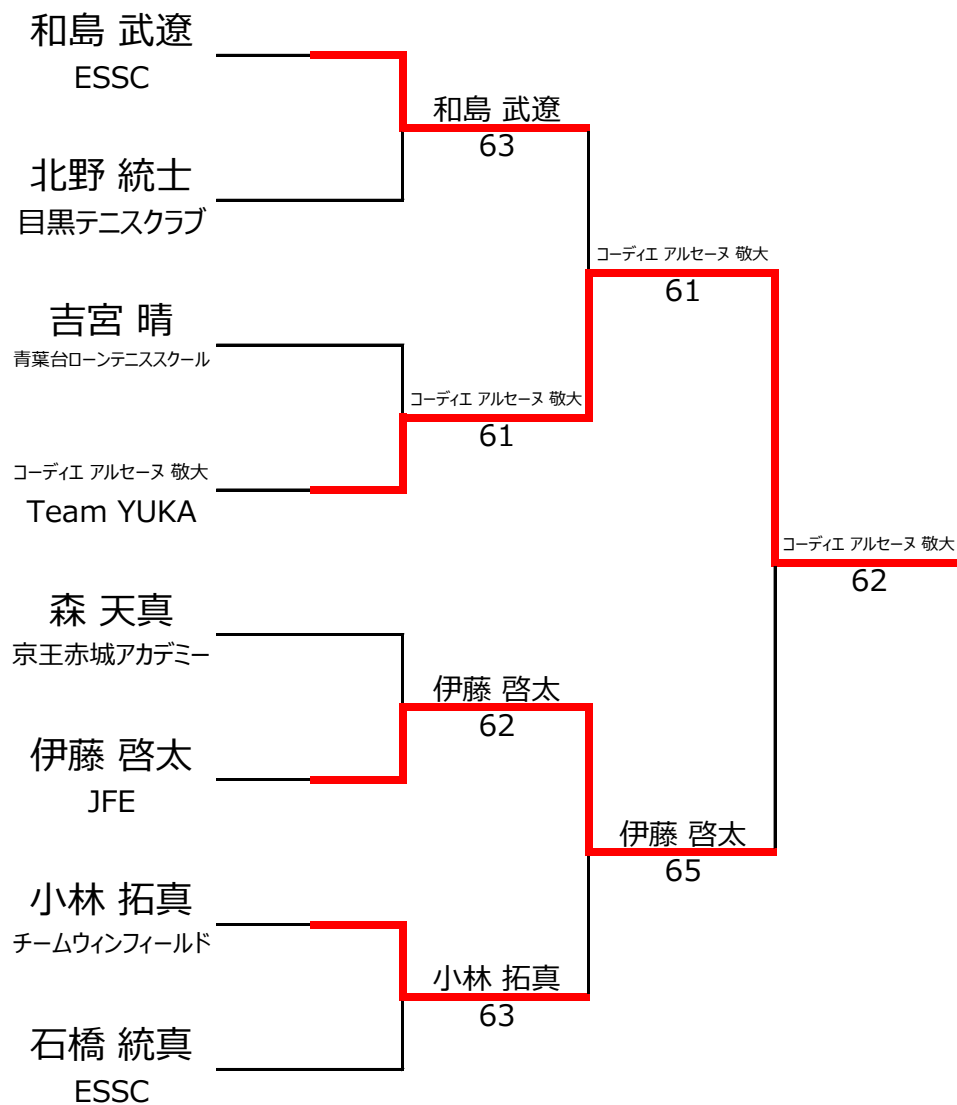 和島 武遼
ESSC
和島 武遼
63
北野 統士
目黒テニスクラブ
コーディエ アルセーヌ 敬大
61
吉宮 晴
青葉台ローンテニススクール
コーディエ アルセーヌ 敬大
61
コーディエ アルセーヌ 敬大
Team YUKA
コーディエ アルセーヌ 敬大
62
森 天真
京王赤城アカデミー
伊藤 啓太
62
伊藤 啓太
JFE
伊藤 啓太
65
小林 拓真
チームウィンフィールド
小林 拓真
63
石橋 統真
ESSC